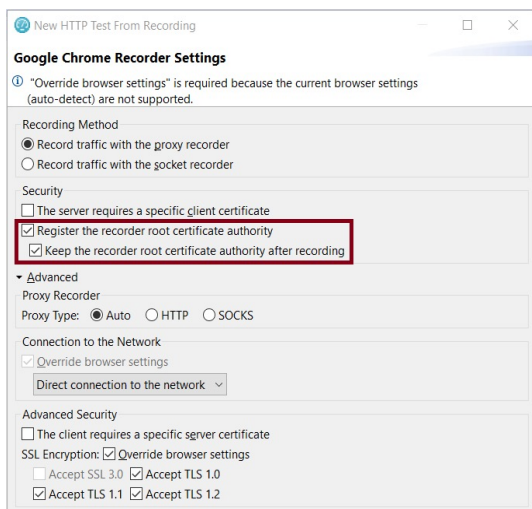 New HTTP Test From Recording
Google Chrome Recorder Settings
"Override browser settings" is required because the current browser settings
(auto-detect) are not supported.
Recording Method
Record traffic with the proxy recorder
Record traffic with the socket recorder
Security
The server requires a specific client certificate
Register the recorder root certificate authority
Keep the recorder root certificate authority after recording
Advanced
Proxy Recorder
Proxy Type: Auto HTTP SOCKS
Connection to the Network
Override browser settings
Direct connection to the network
Advanced Security
The client requires a specific server certificate
SSL Encryption: Override browser settings
Accept SSL 3.0 Accept TLS 1.0
Accept TLS 1.1 Accept TLS 1.2